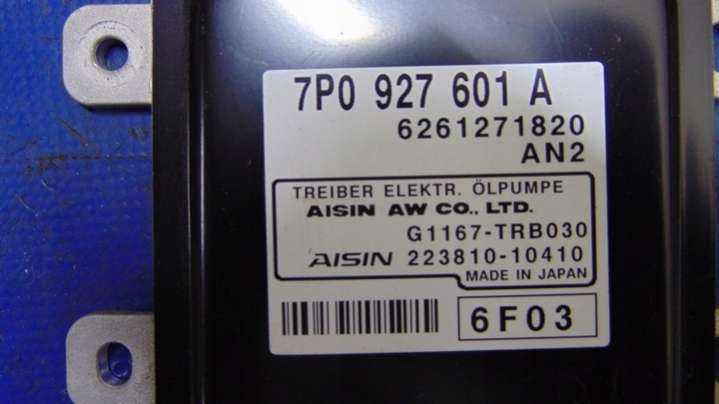 7P0 927 601 A
6261271820
AN2
TREIBER ELEKTR. ÖLPUMPE
AISIN AW CO., LTD.
G1167-TRB030
AISIN 223810-10410
MADE IN JAPAN
6F03